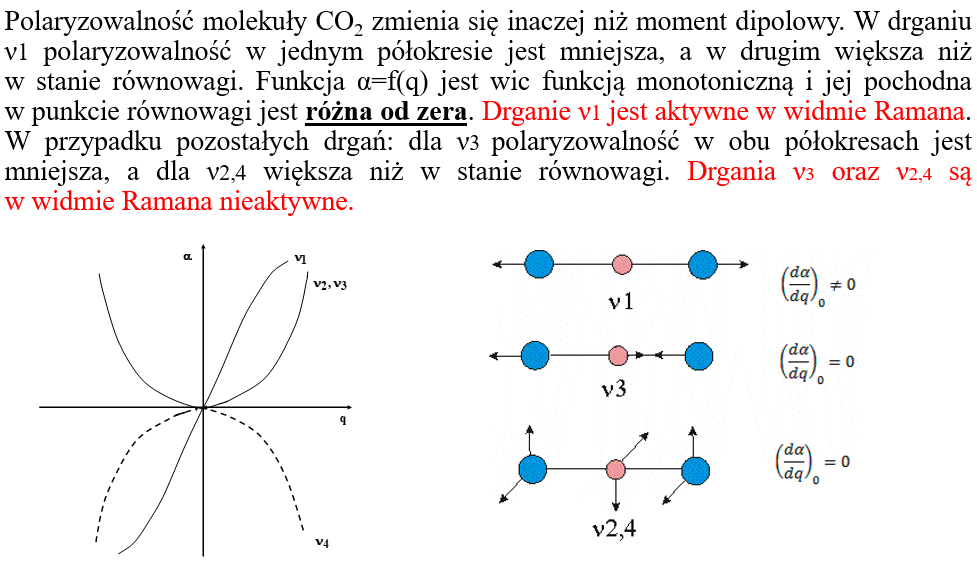 Polaryzowalność molekuły CO₂ zmienia się inaczej niż moment dipolowy. W drganiu
ν1 polaryzowalność w jednym półokresie jest mniejsza, a w drugim większa niż
w stanie równowagi. Funkcja α=f(q) jest wic funkcją monotoniczną i jej pochodna
w punkcie równowagi jest różna od zera. Drganie ν1 jest aktywne w widmie Ramana.
W przypadku pozostałych drgań: dla ν3 polaryzowalność w obu półokresach jest
mniejsza, a dla ν2,4 większa niż w stanie równowagi. Drgania ν3 oraz ν2,4 są
w widmie Ramana nieaktywne.
α
ν₁
ν₂, ν₃
q
ν₄
ν1
(dα/dq)₀ ≠ 0
ν3
(dα/dq)₀ = 0
ν2,4
(dα/dq)₀ = 0